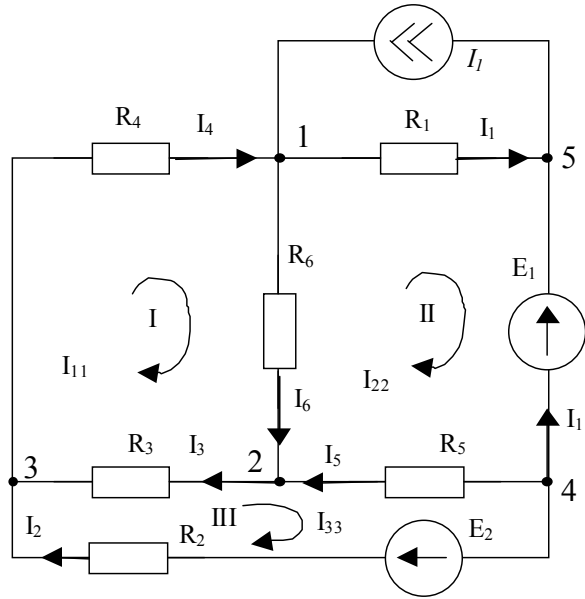 I₁
R₄
I₄
1
R₁
I₁
5
R₆
E₁
I
II
I₁₁
I₂₂
I₆
I₁
3
R₃
I₃
2
I₅
R₅
4
I₂
R₂
III
I₃₃
E₂